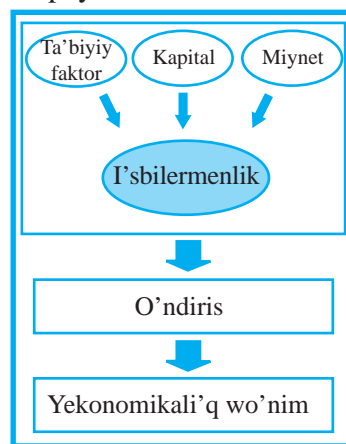 Ta’biyiy
faktor
Kapital
Miynet
I’sbilermenlik
O’ndiris
Yekonomikali’q wo’nim